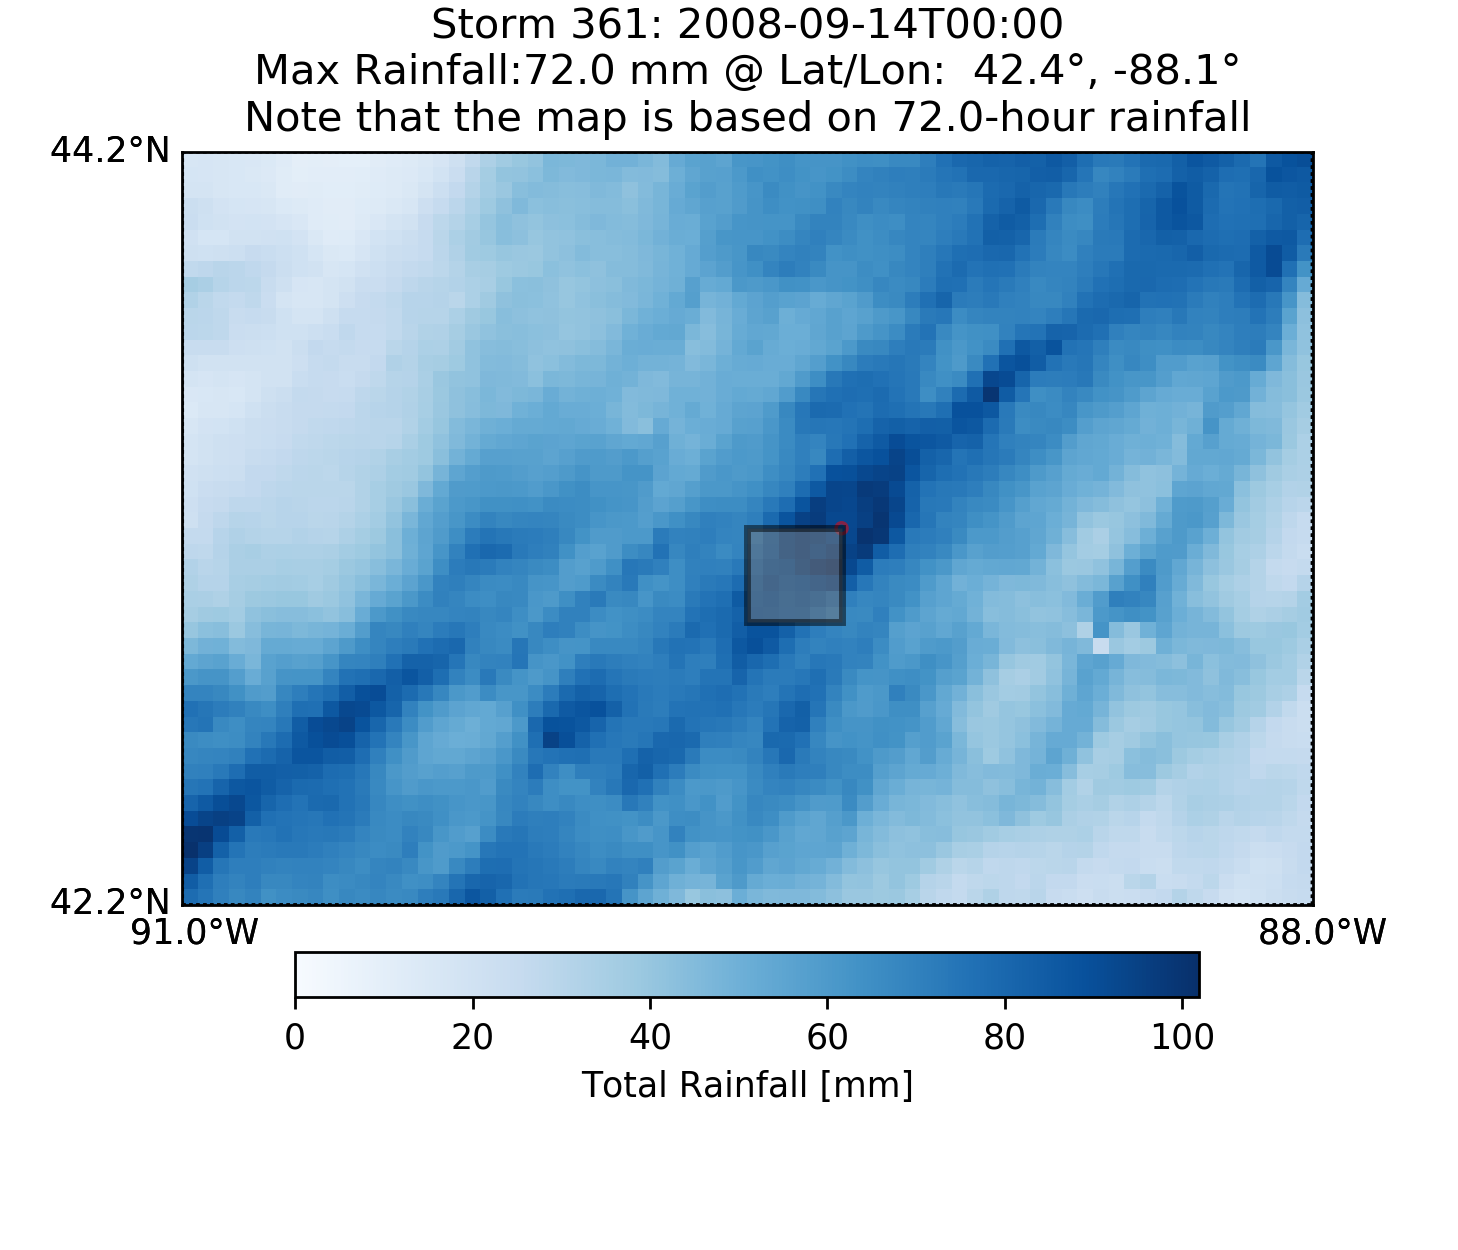 Storm 361: 2008-09-14T00:00
Max Rainfall:72.0 mm @ Lat/Lon:  42.4°, -88.1°
Note that the map is based on 72.0-hour rainfall
44.2°N
42.2°N
91.0°W 88.0°W
0 20 40 60 80 100
Total Rainfall [mm]